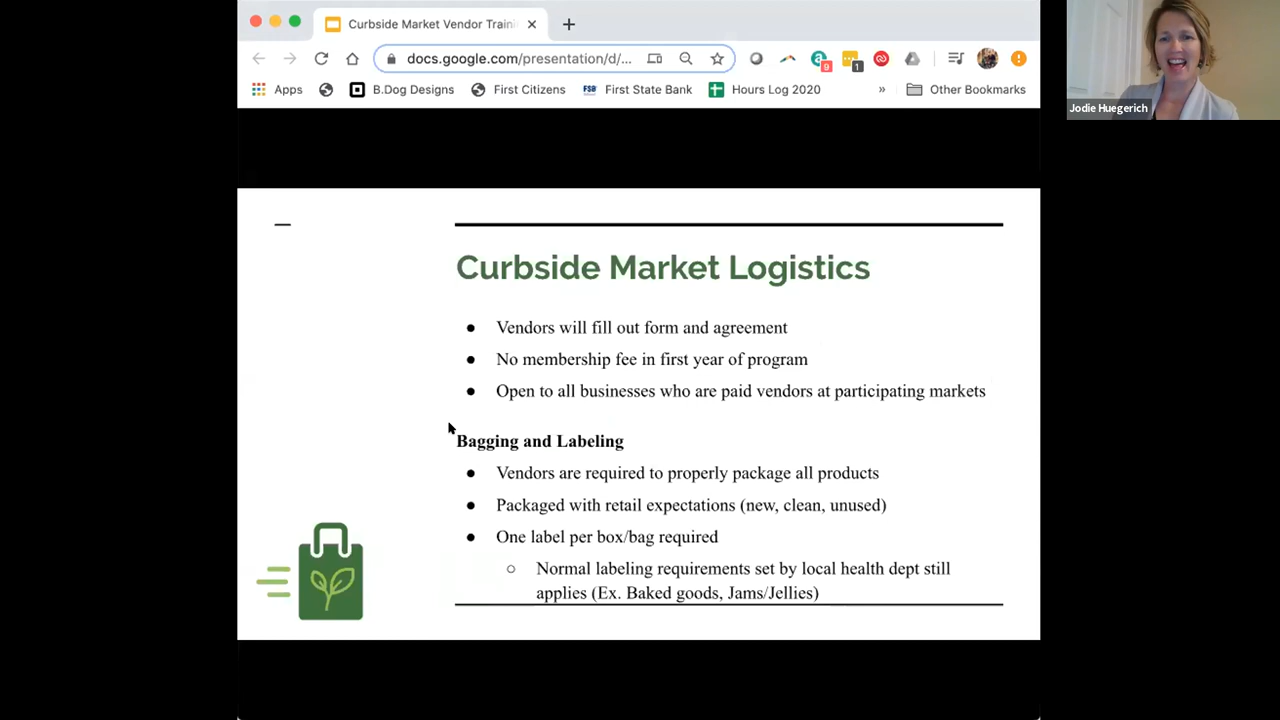 Curbside Market Vendor Traini
docs.google.com/presentation/d/...
9
1
Apps
B.Dog Designs
First Citizens
FSB First State Bank
Hours Log 2020
»
Other Bookmarks
Jodie Huegerich
Curbside Market Logistics
● Vendors will fill out form and agreement
● No membership fee in first year of program
● Open to all businesses who are paid vendors at participating markets
Bagging and Labeling
● Vendors are required to properly package all products
● Packaged with retail expectations (new, clean, unused)
● One label per box/bag required
○ Normal labeling requirements set by local health dept still
applies (Ex. Baked goods, Jams/Jellies)